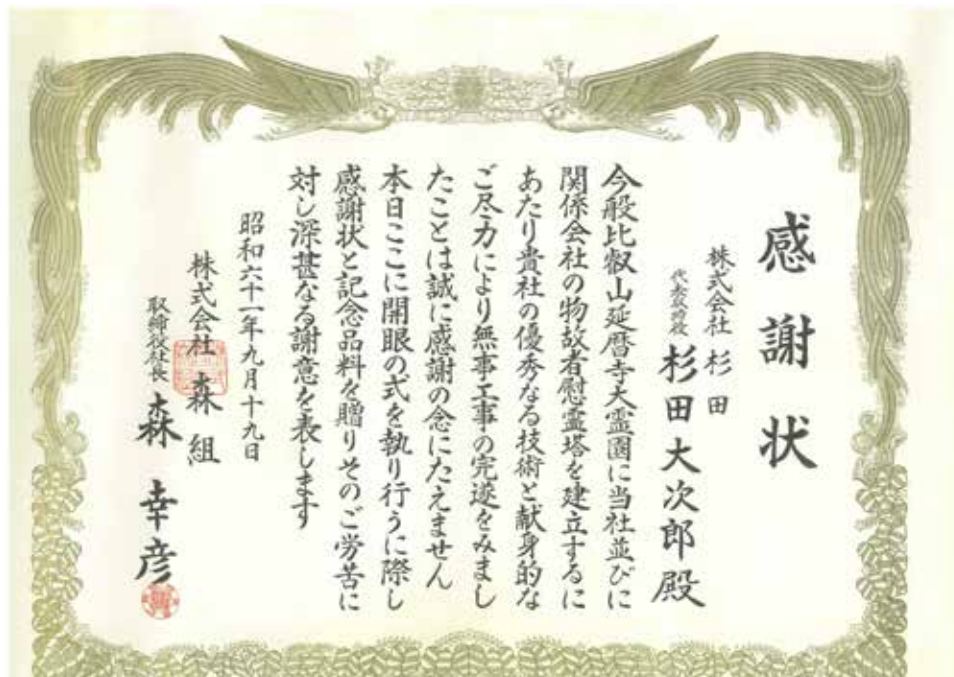 感謝状
株式会社 杉田
代表取締役 杉田大次郎殿
今般比叡山延暦寺大霊園に当社並びに
関係会社の物故者慰霊塔を建立するに
あたり貴社の優秀なる技術と献身的な
ご尽力により無事工事の完遂をみまし
たことは誠に感謝の念にたえません
本日ここに開眼の式を執り行うに際し
感謝状と記念品料を贈りそのご労苦に
対し深甚なる謝意を表します
昭和六十一年九月十九日
株式会社 森組
取締役社長 森 幸彦